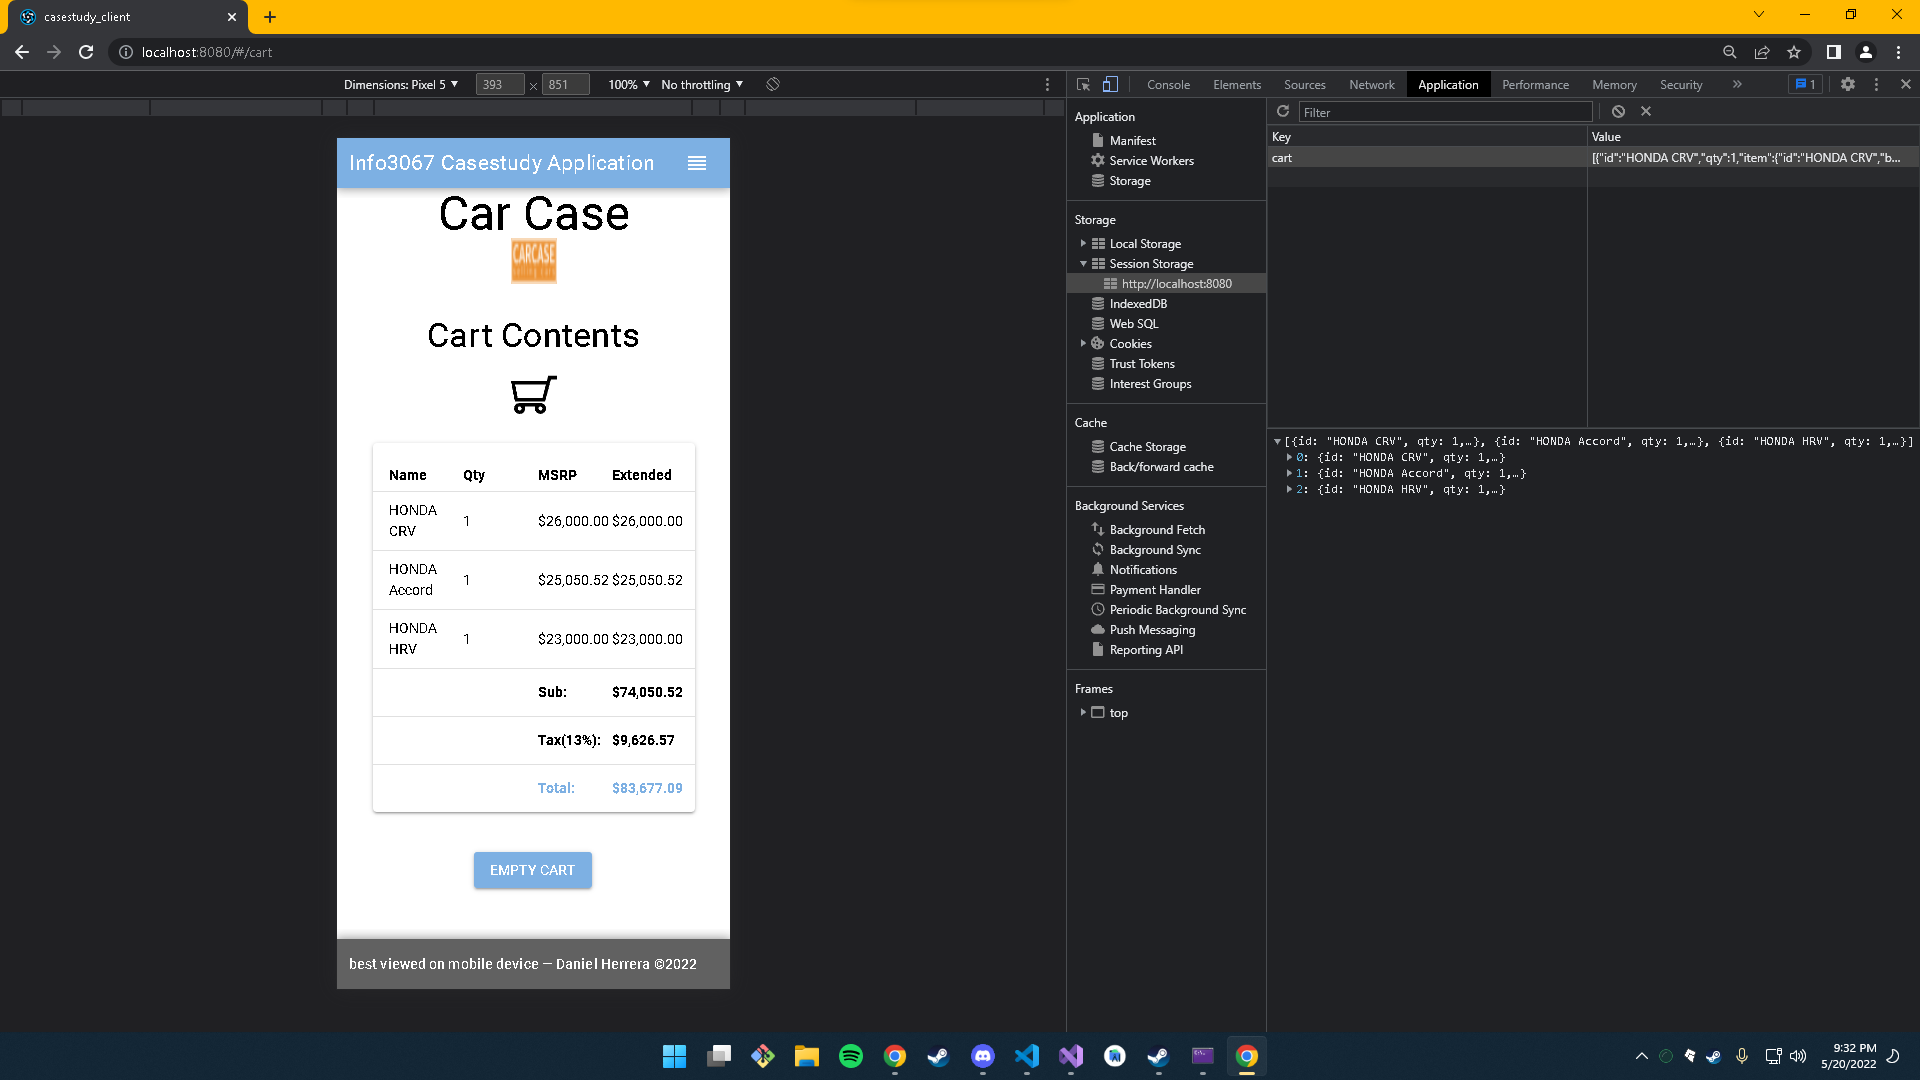 casestudy_client
localhost:8080/#/cart
Dimensions: Pixel 5 393 × 851 100% No throttling
Console Elements Sources Network Application Performance Memory Security » 1
Info3067 Casestudy Application
Car Case
CARCASE
Cart Contents
Name Qty MSRP Extended
HONDA CRV 1 $26,000.00 $26,000.00
HONDA Accord 1 $25,050.52 $25,050.52
HONDA HRV 1 $23,000.00 $23,000.00
Sub: $74,050.52
Tax(13%): $9,626.57
Total: $83,677.09
EMPTY CART
best viewed on mobile device — Daniel Herrera ©2022
Application
Manifest
Service Workers
Storage
Storage
Local Storage
Session Storage
http://localhost:8080
IndexedDB
Web SQL
Cookies
Trust Tokens
Interest Groups
Cache
Cache Storage
Back/forward cache
Background Services
Background Fetch
Background Sync
Notifications
Payment Handler
Periodic Background Sync
Push Messaging
Reporting API
Frames
top
Filter
Key Value
cart [{"id":"HONDA CRV","qty":1,"item":{"id":"HONDA CRV","b...
[{id: "HONDA CRV", qty: 1,…}, {id: "HONDA Accord", qty: 1,…}, {id: "HONDA HRV", qty: 1,…}]
0: {id: "HONDA CRV", qty: 1,…}
1: {id: "HONDA Accord", qty: 1,…}
2: {id: "HONDA HRV", qty: 1,…}
9:32 PM
5/20/2022